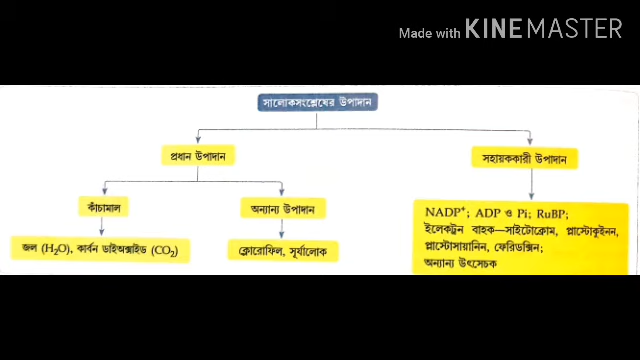 Made with KINEMASTER
সালোকসংশ্লেষের উপাদান
প্রধান উপাদান
সহায়ককারী উপাদান
কাঁচামাল
অন্যান্য উপাদান
জল (H₂O), কার্বন ডাইঅক্সাইড (CO₂)
ক্লোরোফিল, সূর্যালোক
NADP⁺; ADP ও Pi; RuBP;
ইলেকট্রন বাহক—সাইটোক্রোম, প্লাস্টোকুইনন,
প্লাস্টোসায়ানিন, ফেরিডক্সিন;
অন্যান্য উৎসেচক